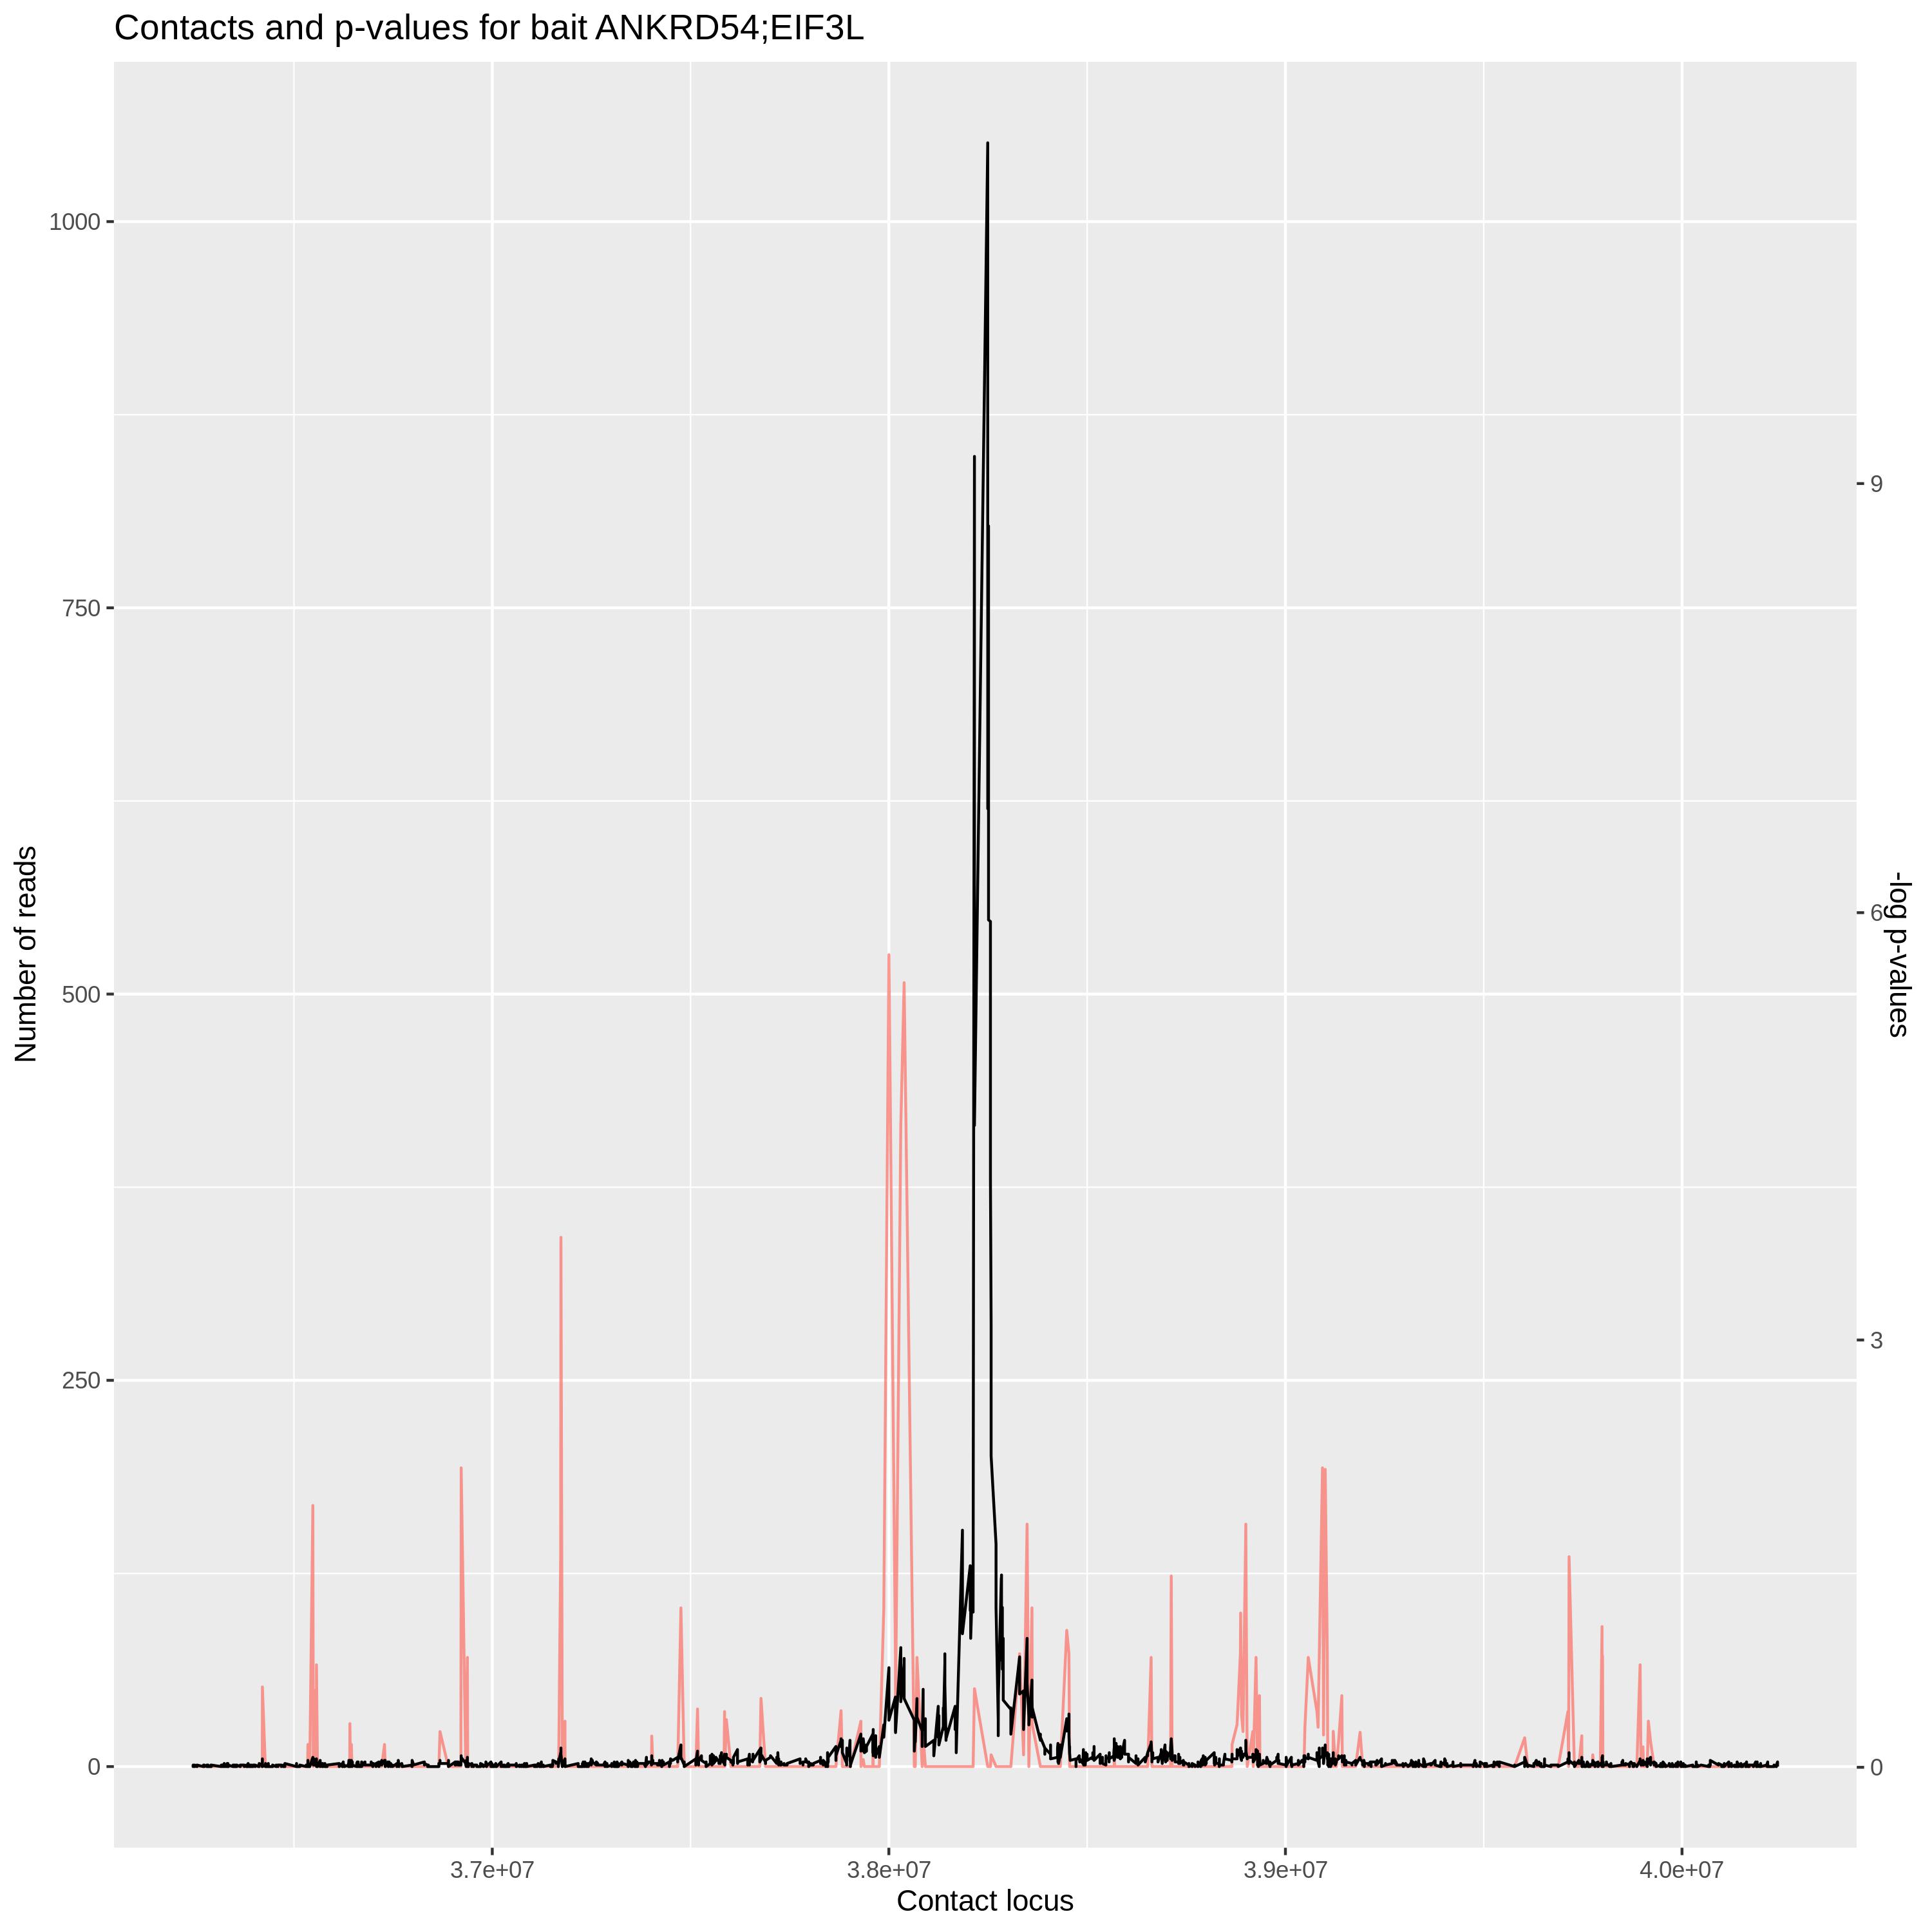 Contacts and p-values for bait ANKRD54;EIF3L
1000
750
500
250
0
Number of reads
9
6
3
0
-log p-values
3.7e+07 3.8e+07 3.9e+07 4.0e+07
Contact locus